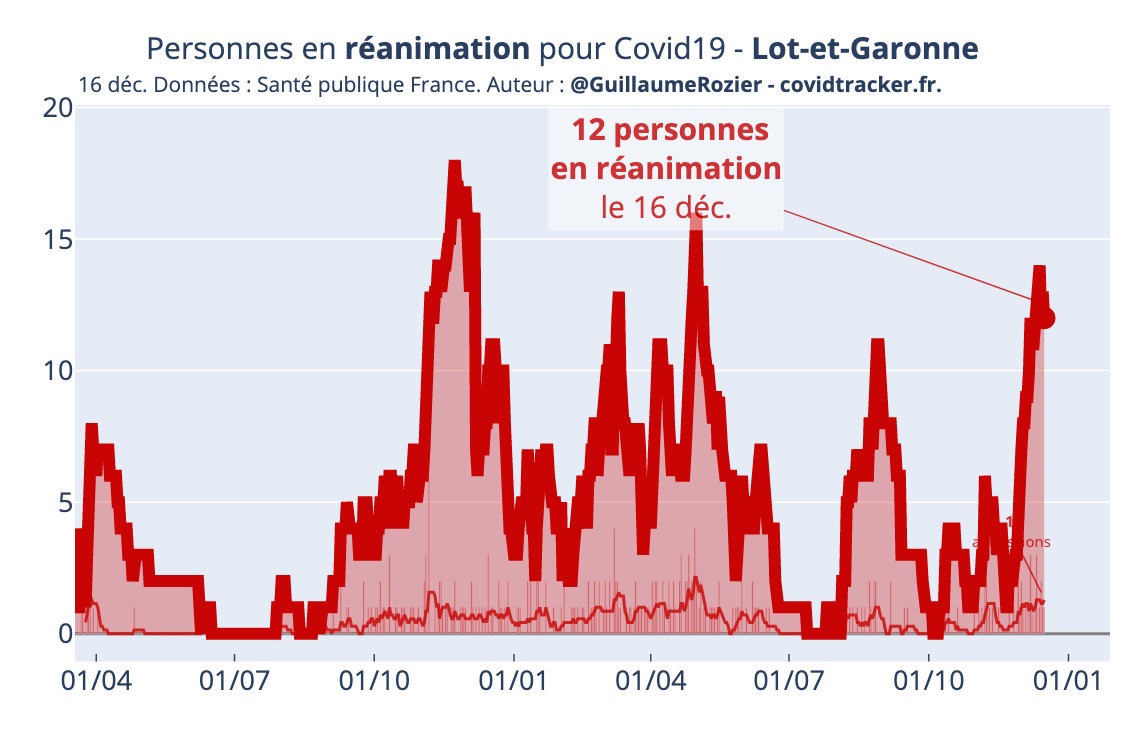 Personnes en réanimation pour Covid19 - Lot-et-Garonne
16 déc. Données : Santé publique France. Auteur : @GuillaumeRozier - covidtracker.fr.
12 personnes
en réanimation
le 16 déc.
20
15
10
5
0
01/04
01/07
01/10
01/01
01/04
01/07
01/10
01/01